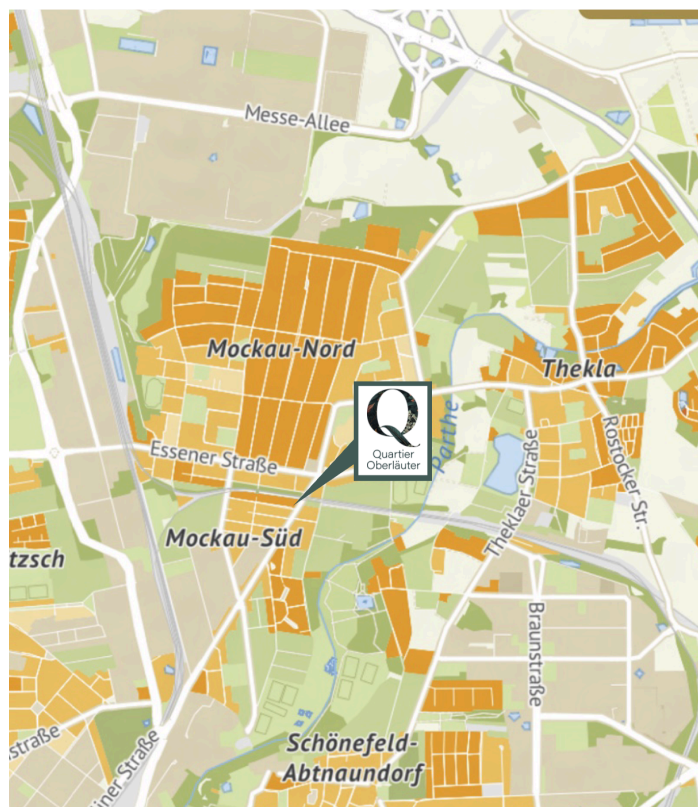 Messe-Allee
Mockau-Nord
Thekla
Quartier
Oberläuter
Parthe
Essener Straße
Rostocker Str.
Theklaer Straße
Mockau-Süd
tzsch
Braunstraße
Schönefeld-
Abtnaundorf
straße
iner Straße